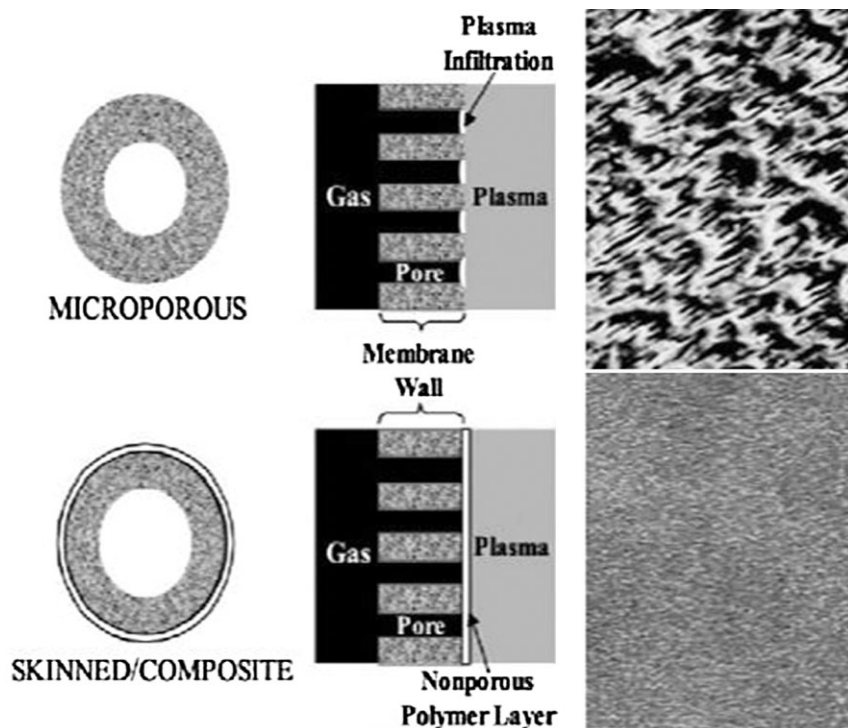 Plasma
Infiltration
Gas
Plasma
Pore
MICROPOROUS
Membrane
Wall
Gas
Plasma
Pore
SKINNED/COMPOSITE
Nonporous
Polymer Layer